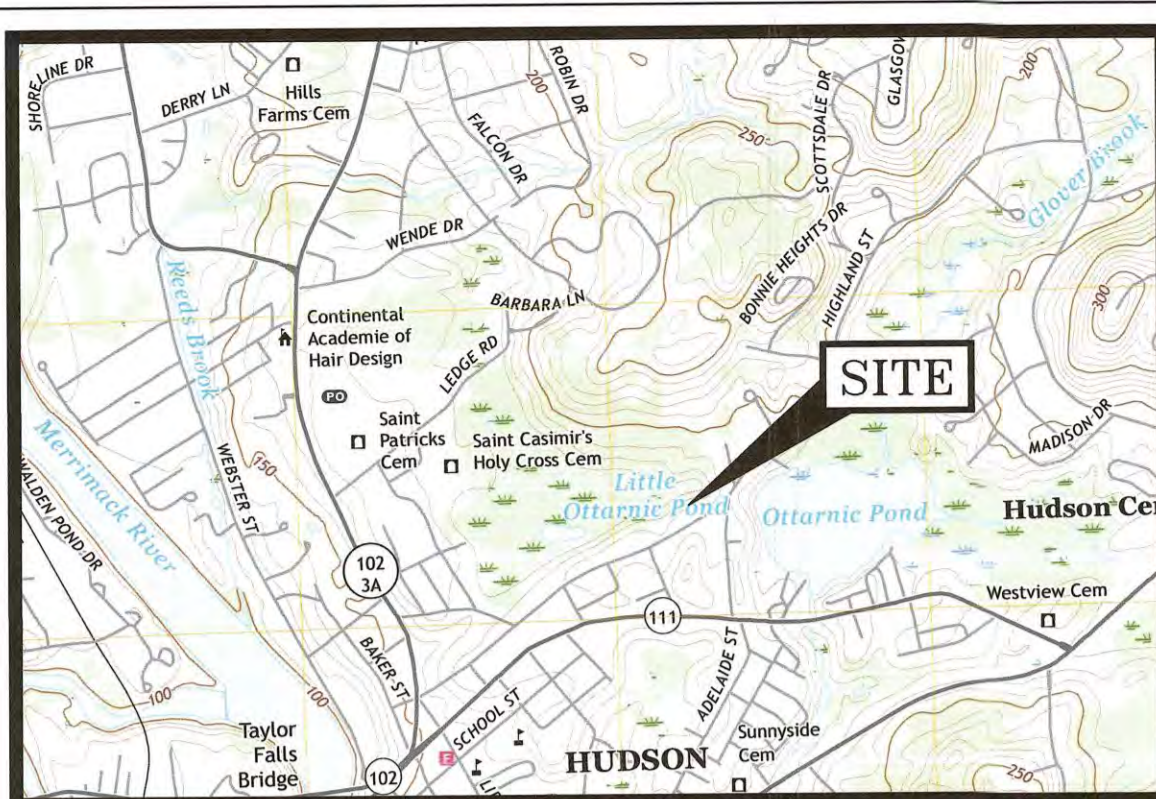 SHORELINE DR
DERRY LN
Hills
Farms Cem
200
ROBIN DR
FALCON DR
250
SCOTTSDALE DR
200
Glover Brook
WENDE DR
BONNIE HEIGHTS DR
HIGHLAND ST
300
Reeds Brook
BARBARA LN
Continental
Academie of
Hair Design
LEDGE RD
SITE
PO
Saint
Patricks
Cem
Saint Casimir's
Holy Cross Cem
MADISON DR
Merrimack River
WEBSTER ST
150
Little
Ottarnic Pond
Ottarnic Pond
WALDEN POND DR
102
3A
111
Westview Cem
BAKER ST
ADELAIDE ST
100
100
SCHOOL ST
Taylor
Falls
Bridge
F
102
HUDSON
Sunnyside
Cem
250